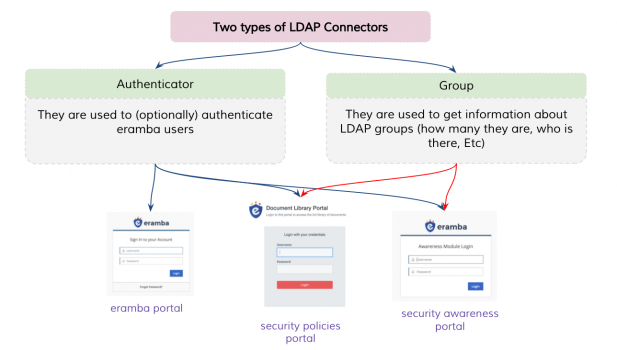 Two types of LDAP Connectors
Authenticator
They are used to (optionally) authenticate
eramba users
Group
They are used to get information about
LDAP groups (how many they are, who is
there, Etc)
eramba
Sign in to your Account
Username
Password
Login
Forgot Password?
eramba portal
Document Library Portal
Login to this portal to access the full library of documents
Login with your credentials
Username
Password
Login
security policies
portal
eramba
Awareness Module Login
Username
Password
Login
security awareness
portal